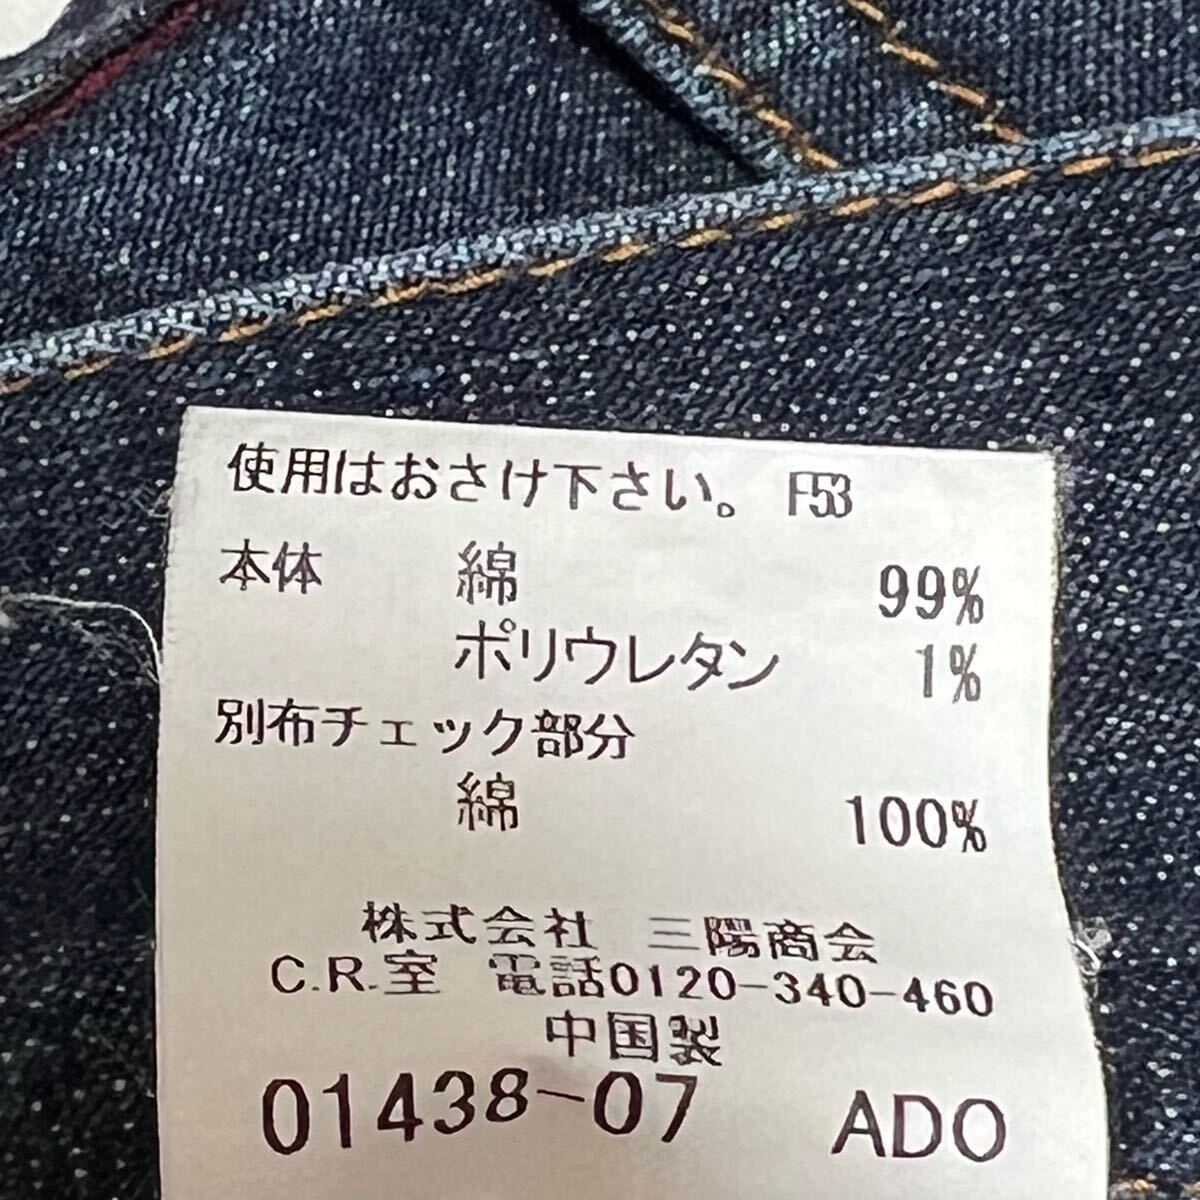 使用はおさけ下さい。 F53
本体 綿 99%
ポリウレタン 1%
別布チェック部分
綿 100%
株式会社 三陽商会
C.R.室 電話0120-340-460
中国製
01438-07 ADO